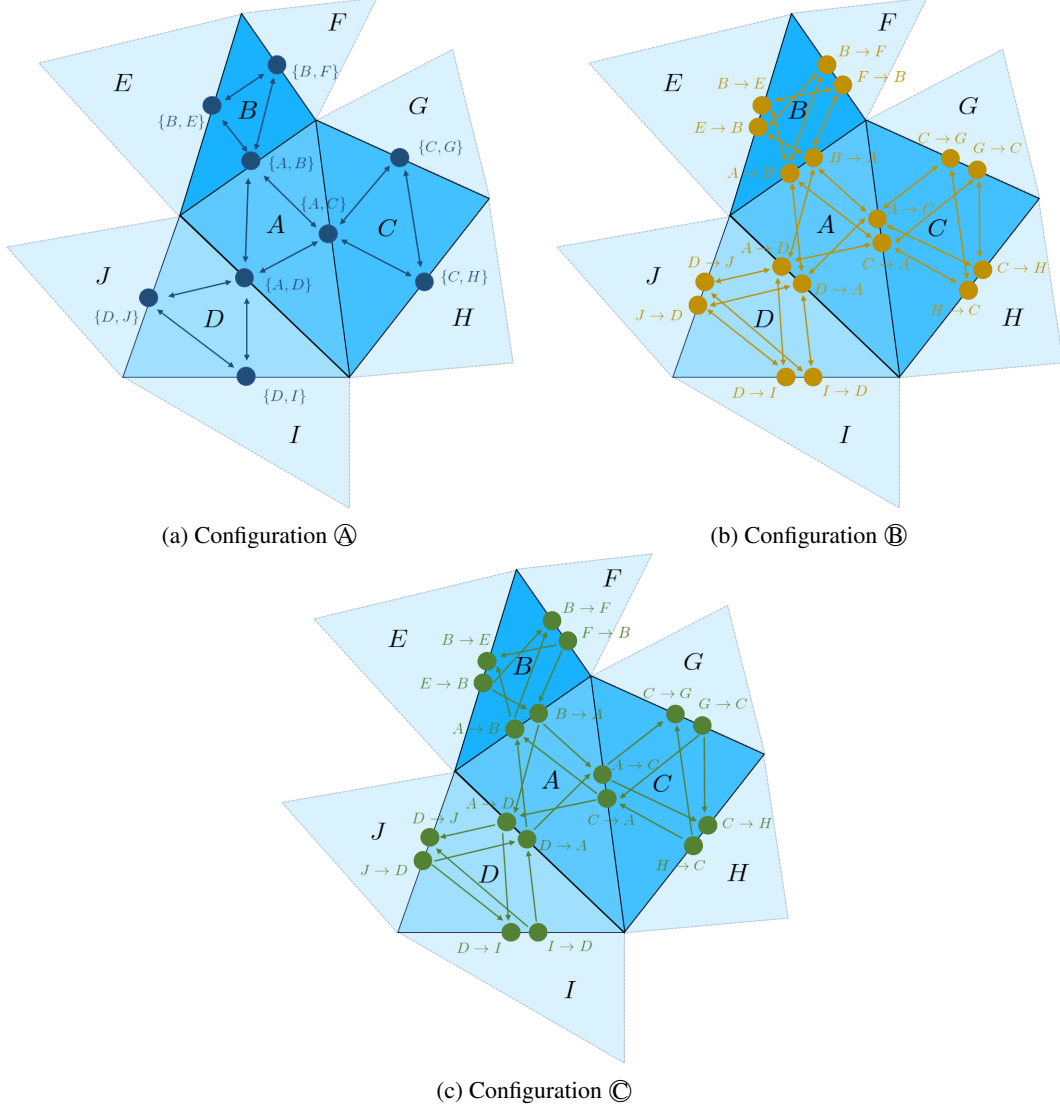 F
E
B
{B, F}
{B, E}
G
{A, B}
{C, G}
{A, C}
A
C
{A, D}
{C, H}
J
{D, J}
D
H
{D, I}
I
(a) Configuration Ⓐ
F
B → F
E
B → E
F → B
B
E → B
G
C → G
B → A
G → C
A → B
A → C
A
C
A → D
C → A
D → J
C → H
J
D → A
H → C
J → D
D
H
D → I
I → D
I
(b) Configuration Ⓑ
F
B → F
F → B
E
B → E
B
E → B
G
C → G
G → C
B → A
A → B
A → C
A
C
A → D
C → A
D → J
C → H
J
D → A
J → D
D
H → C
H
D → I
I → D
I
(c) Configuration Ⓒ